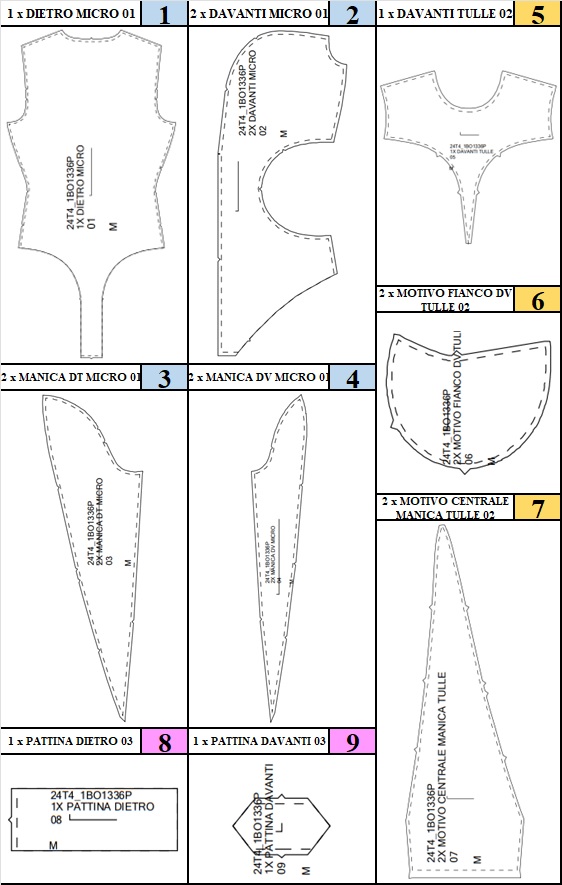 1 x DIETRO MICRO 01
1
24T4_1BO1336P
1X DIETRO MICRO
01
M
2 x DAVANTI MICRO 01
2
24T4_1BO1336P
2X DAVANTI MICRO
02
M
1 x DAVANTI TULLE 02
5
24T4_1BO1336P
1X DAVANTI TULLE
05
M
2 x MOTIVO FIANCO DV
TULLE 02
6
24T4_1BO1336P
2X MOTIVO FIANCO DV TULL
06
M
2 x MANICA DT MICRO 01
3
24T4_1BO1336P
2X MANICA DT MICRO
03
M
2 x MANICA DV MICRO 01
4
24T4_1BO1336P
2X MANICA DV MICRO
04
M
2 x MOTIVO CENTRALE
MANICA TULLE 02
7
24T4_1BO1336P
2X MOTIVO CENTRALE MANICA TULLE
07
M
1 x PATTINA DIETRO 03
8
24T4_1BO1336P
1X PATTINA DIETRO
08
M
1 x PATTINA DAVANTI 03
9
24T4_1BO1336P
1X PATTINA DAVANTI
09
M